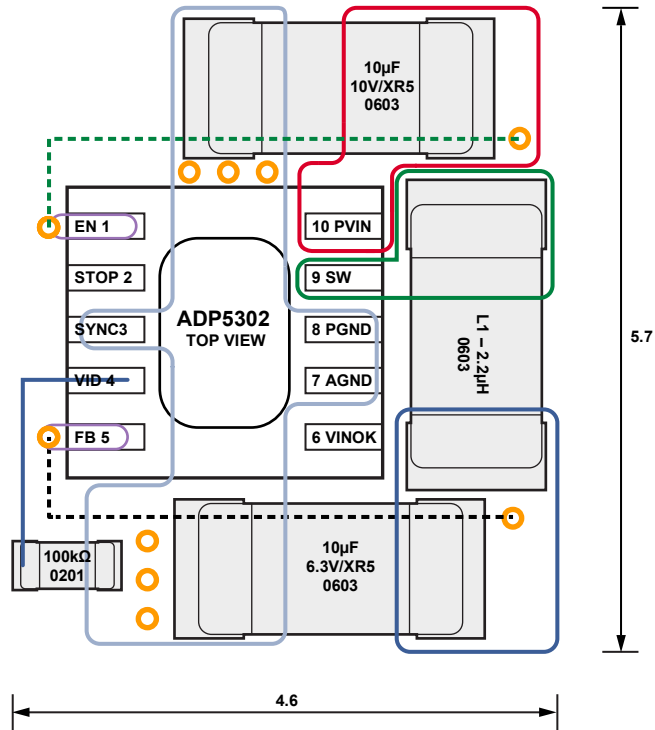 10µF
10V/XR5
0603
EN 1
10 PVIN
STOP 2
9 SW
SYNC3
8 PGND
ADP5302
TOP VIEW
VID 4
7 AGND
FB 5
6 VINOK
L1 – 2.2µH
0603
5.7
100kΩ
0201
10µF
6.3V/XR5
0603
4.6